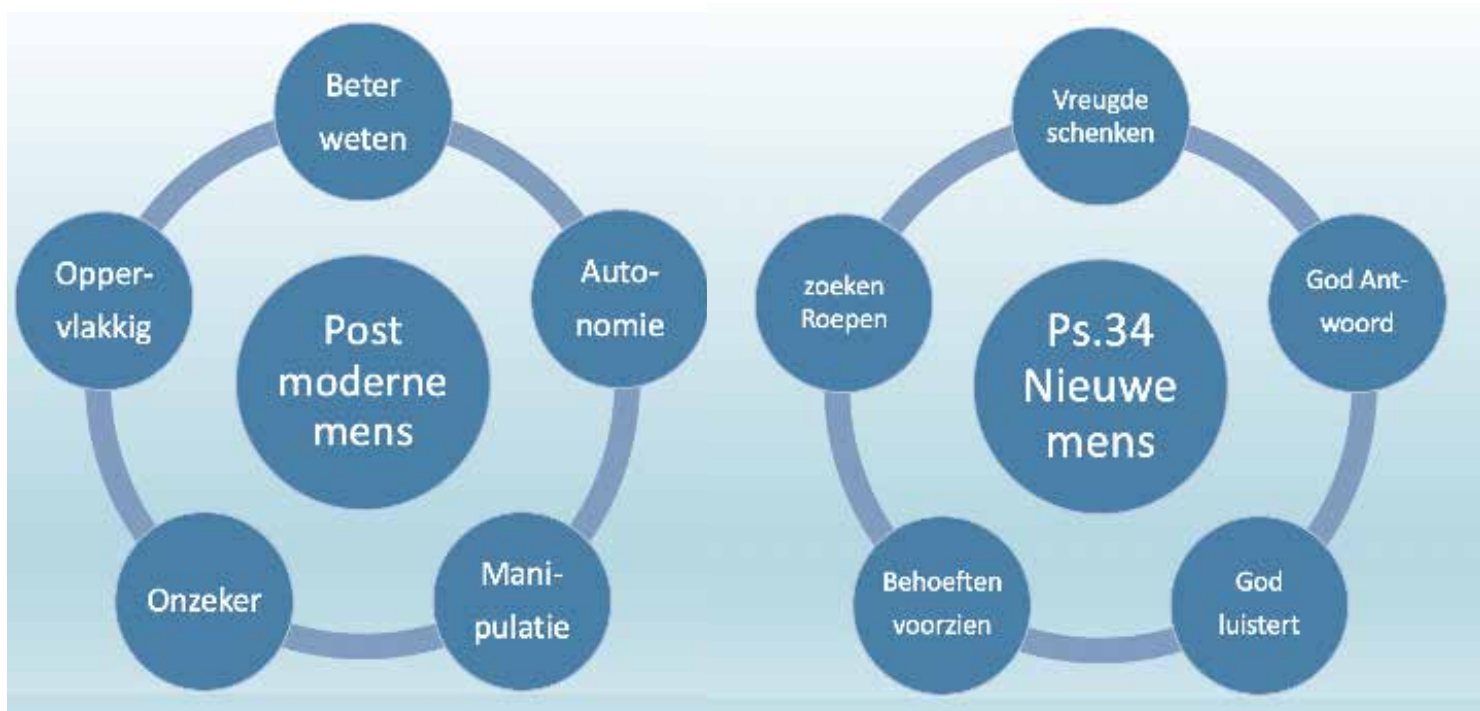 Beter
weten
Auto-
nomie
Mani-
pulatie
Onzeker
Opper-
vlakkig
Post
moderne
mens
Vreugde
schenken
God Ant-
woord
God
luistert
Behoeften
voorzien
zoeken
Roepen
Ps.34
Nieuwe
mens